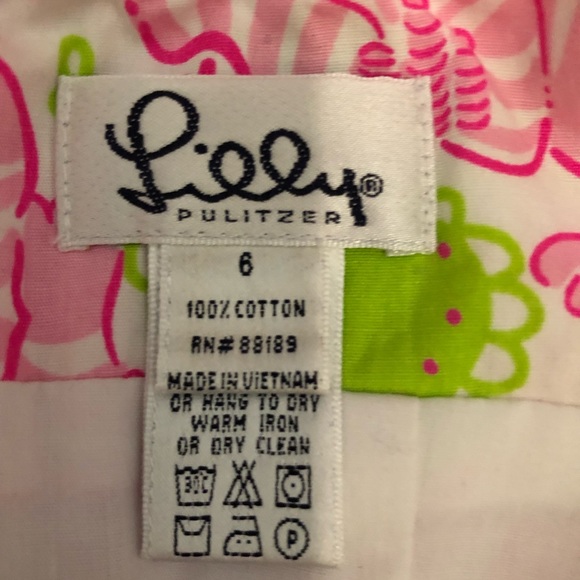 Lilly®
PULITZER
6
100% COTTON
RN# 88189
MADE IN VIETNAM
OR HANG TO DRY
WARM IRON
OR DRY CLEAN
30C
P